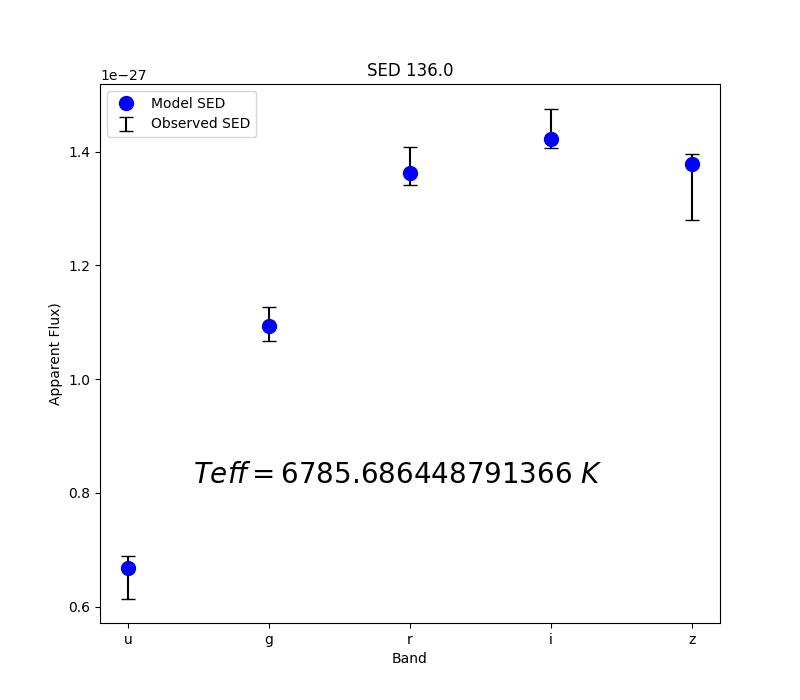 SED 136.0
1e−27
Model SED
Observed SED
1.4
1.2
1.0
0.8
0.6
Apparent Flux)
Teff = 6785.686448791366 K
u g r i z
Band